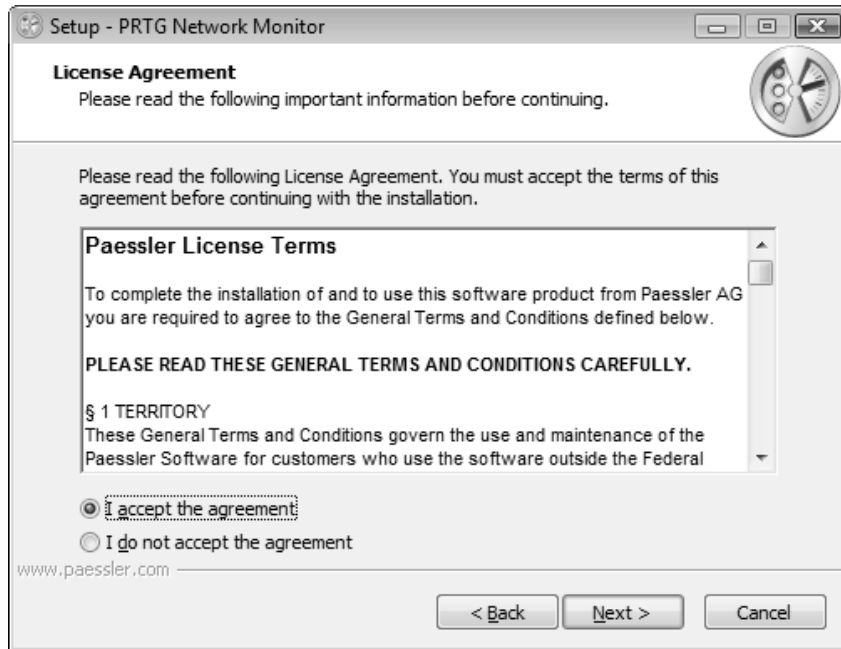 Setup - PRTG Network Monitor
License Agreement
Please read the following important information before continuing.
Please read the following License Agreement. You must accept the terms of this
agreement before continuing with the installation.
Paessler License Terms
To complete the installation of and to use this software product from Paessler AG
you are required to agree to the General Terms and Conditions defined below.
PLEASE READ THESE GENERAL TERMS AND CONDITIONS CAREFULLY.
§ 1 TERRITORY
These General Terms and Conditions govern the use and maintenance of the
Paessler Software for customers who use the software outside the Federal
I accept the agreement
I do not accept the agreement
www.paessler.com
< Back Next > Cancel